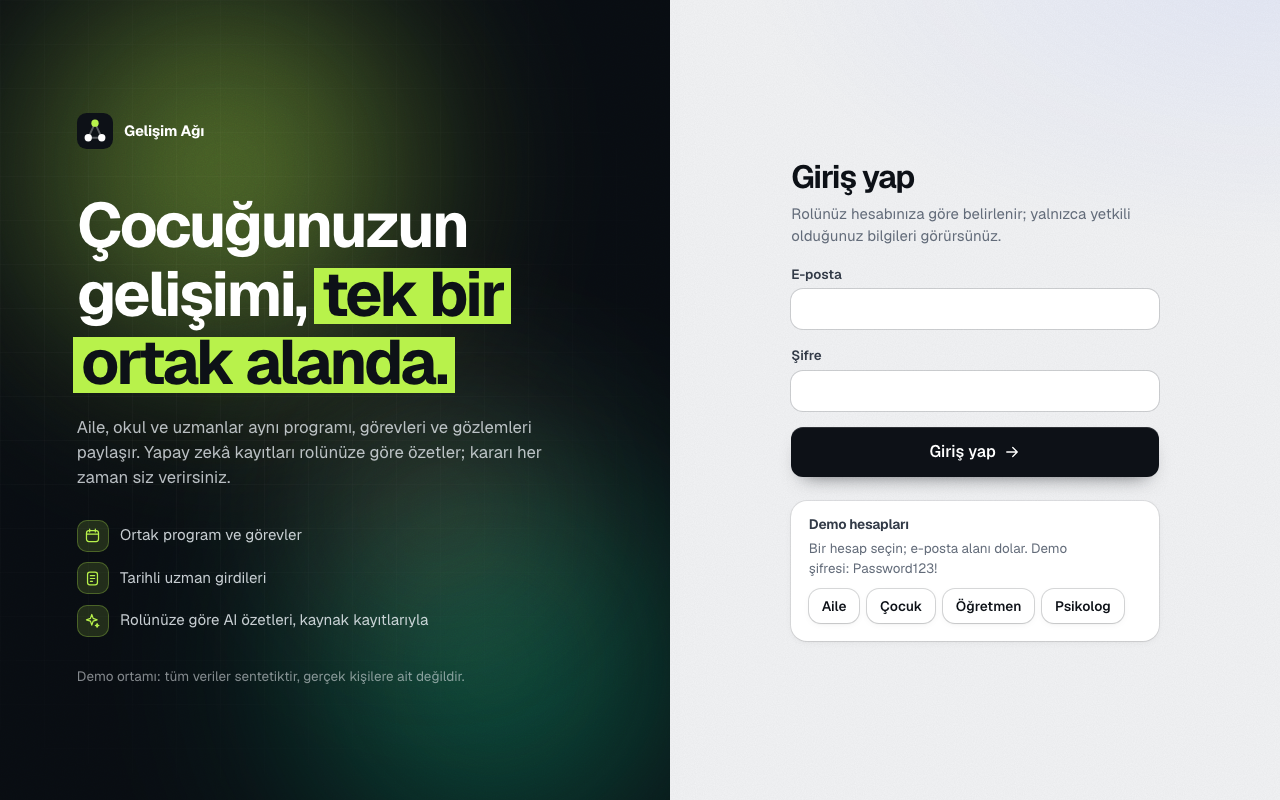 Gelişim Ağı
Çocuğunuzun
gelişimi, tek bir
ortak alanda.
Aile, okul ve uzmanlar aynı programı, görevleri ve gözlemleri
paylaşır. Yapay zekâ kayıtları rolünüze göre özetler; kararı her
zaman siz verirsiniz.
Ortak program ve görevler
Tarihli uzman girdileri
Rolünüze göre AI özetleri, kaynak kayıtlarıyla
Demo ortamı: tüm veriler sentetiktir, gerçek kişilere ait değildir.
Giriş yap
Rolünüz hesabınıza göre belirlenir; yalnızca yetkili
olduğunuz bilgileri görürsünüz.
E-posta
Şifre
Giriş yap →
Demo hesapları
Bir hesap seçin; e-posta alanı dolar. Demo
şifresi: Password123!
Aile Çocuk Öğretmen Psikolog